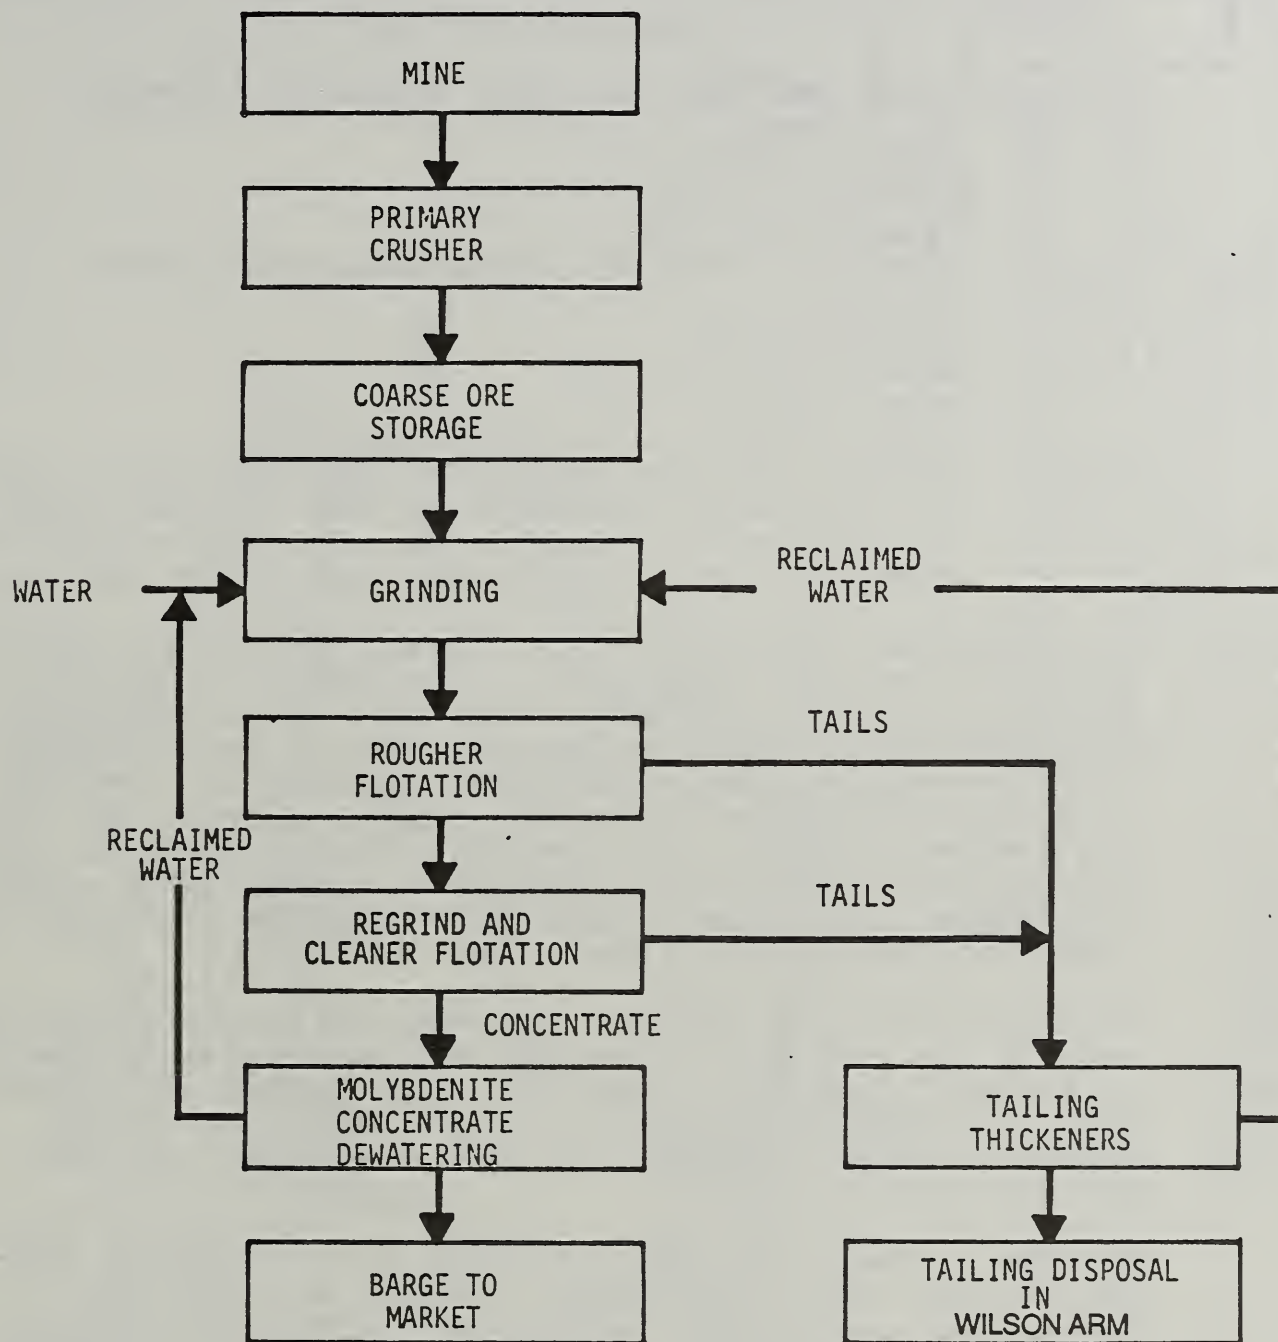 MINE
PRIMARY
CRUSHER
COARSE ORE
STORAGE
WATER
GRINDING
RECLAIMED
WATER
ROUGHER
FLOTATION
TAILS
RECLAIMED
WATER
REGRIND AND
CLEANER FLOTATION
TAILS
CONCENTRATE
MOLYBDENITE
CONCENTRATE
DEWATERING
TAILING
THICKENERS
BARGE TO
MARKET
TAILING DISPOSAL
IN
WILSON ARM